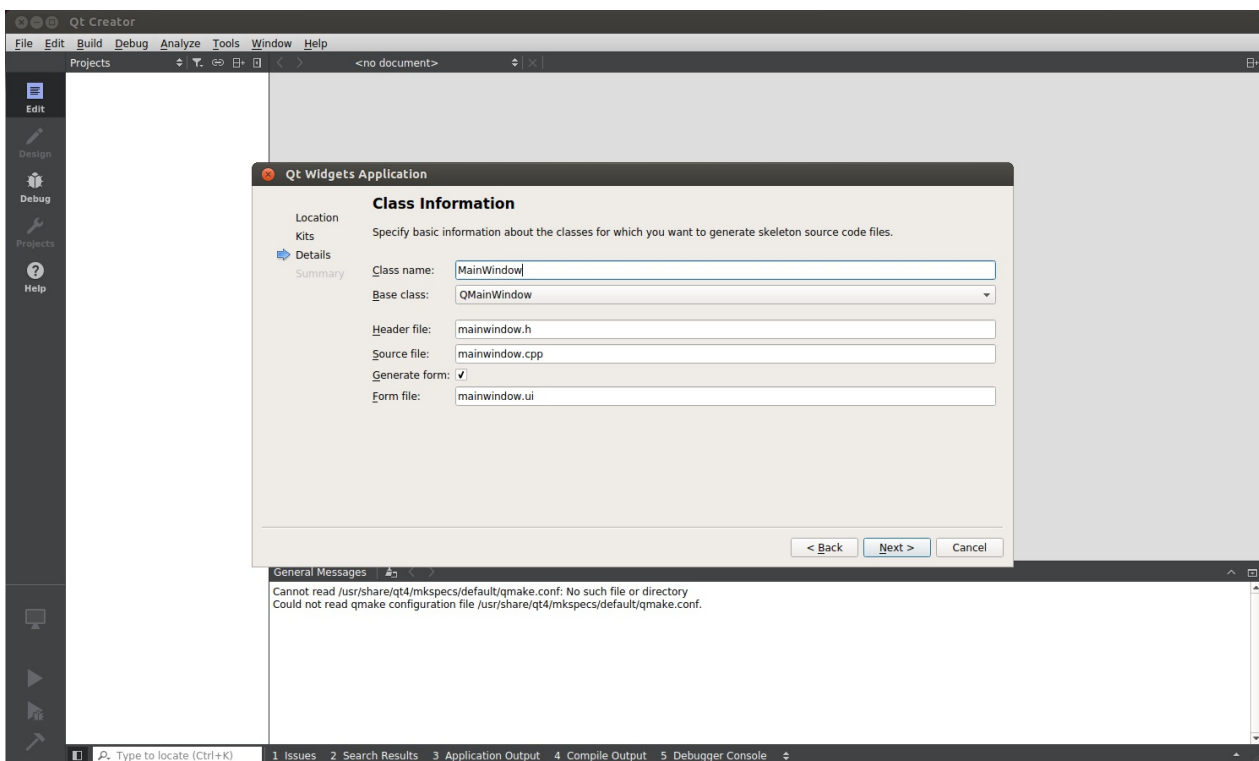 Qt Creator
File Edit Build Debug Analyze Tools Window Help
Projects <no document>
Edit
Design
Debug
Projects
Help
Qt Widgets Application
Location
Kits
Details
Summary
Class Information
Specify basic information about the classes for which you want to generate skeleton source code files.
Class name: MainWindow
Base class: QMainWindow
Header file: mainwindow.h
Source file: mainwindow.cpp
Generate form:
Form file: mainwindow.ui
< Back Next > Cancel
General Messages
Cannot read /usr/share/qt4/mkspecs/default/qmake.conf: No such file or directory
Could not read qmake configuration file /usr/share/qt4/mkspecs/default/qmake.conf.
Type to locate (Ctrl+K) 1 Issues 2 Search Results 3 Application Output 4 Compile Output 5 Debugger Console